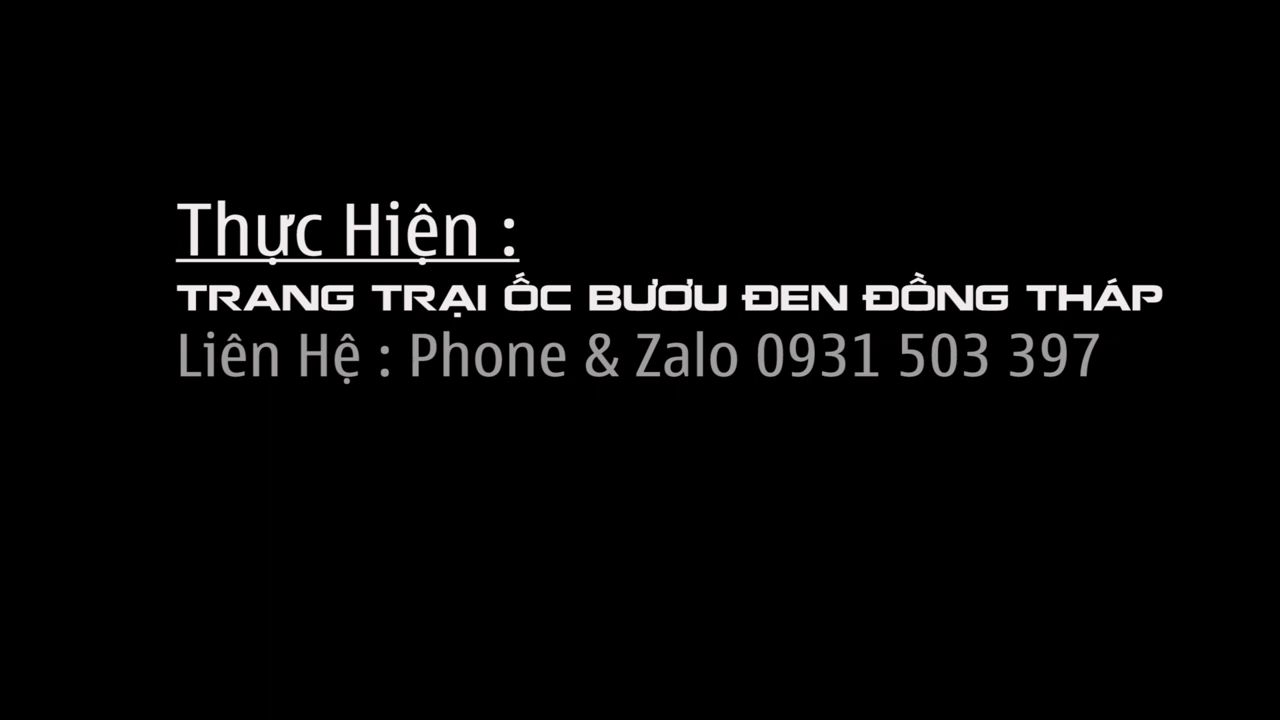 Thực Hiện :
TRANG TRẠI ỐC BƯƠU ĐEN ĐỒNG THÁP
Liên Hệ : Phone & Zalo 0931 503 397